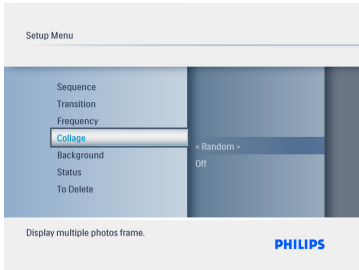 Setup Menu
Sequence
Transition
Frequency
Collage
Background
Status
To Delete
< Random >
Off
Display multiple photos frame.
PHILIPS